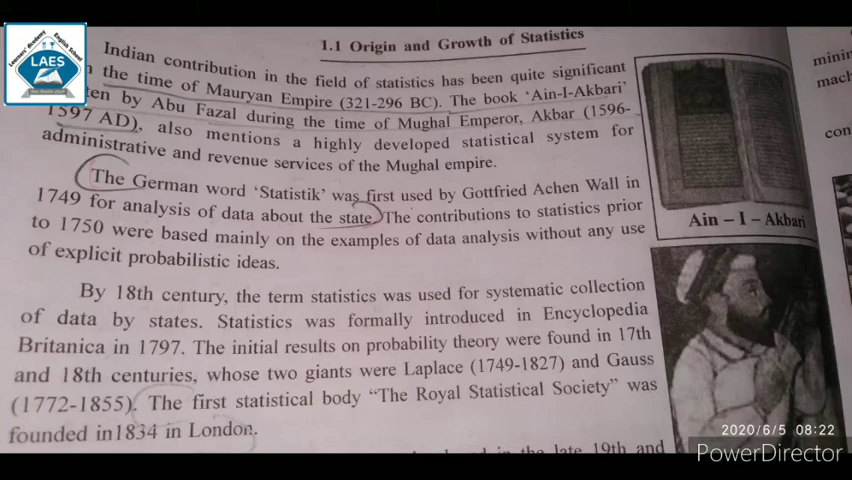 Learners' Academy English School
LAES
1.1 Origin and Growth of Statistics
Indian contribution in the field of statistics has been quite significant
the time of Mauryan Empire (321-296 BC). The book 'Ain-I-Akbari'
by Abu Fazal during the time of Mughal Emperor, Akbar (1596-
1597 AD), also mentions a highly developed statistical system for
administrative and revenue services of the Mughal empire.
The German word 'Statistik' was first used by Gottfried Achen Wall in
1749 for analysis of data about the state. The contributions to statistics prior
to 1750 were based mainly on the examples of data analysis without any use
of explicit probabilistic ideas.
By 18th century, the term statistics was used for systematic collection
of data by states. Statistics was formally introduced in Encyclopedia
Britanica in 1797. The initial results on probability theory were found in 17th
and 18th centuries, whose two giants were Laplace (1749-1827) and Gauss
(1772-1855). The first statistical body "The Royal Statistical Society" was
founded in1834 in London.
in the late 19th and
Ain – I – Akbari
2020/6/5 08:22
PowerDirector